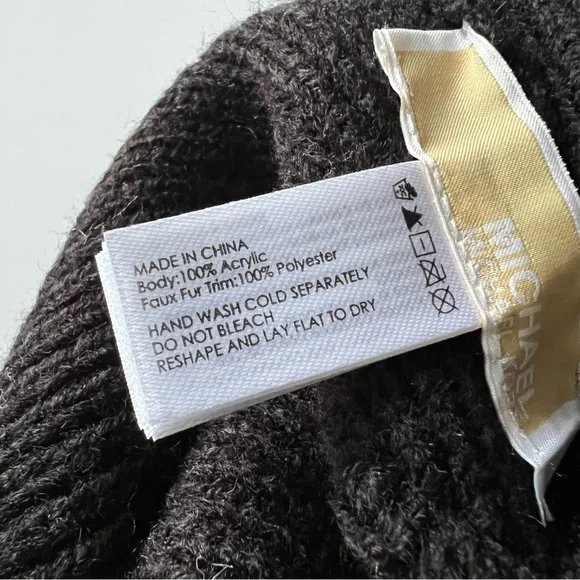 MADE IN CHINA
Body:100% Acrylic
Faux Fur Trim:100% Polyester
HAND WASH COLD SEPARATELY
DO NOT BLEACH
RESHAPE AND LAY FLAT TO DRY
MICHAEL